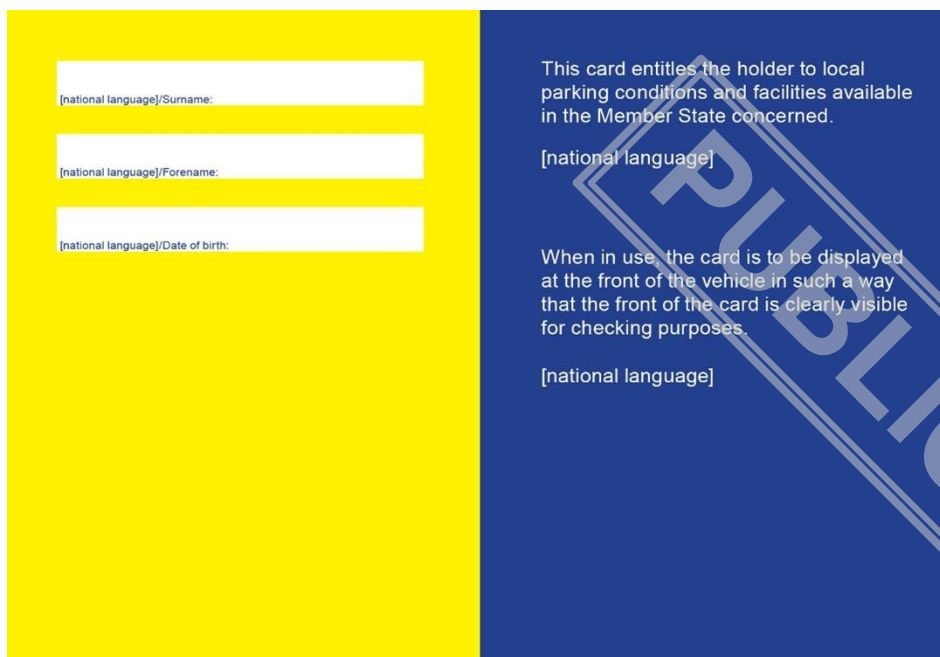 [national language]/Surname:
[national language]/Forename:
[national language]/Date of birth:
This card entitles the holder to local
parking conditions and facilities available
in the Member State concerned.
[national language]
When in use, the card is to be displayed
at the front of the vehicle in such a way
that the front of the card is clearly visible
for checking purposes.
[national language]
PUBLIC